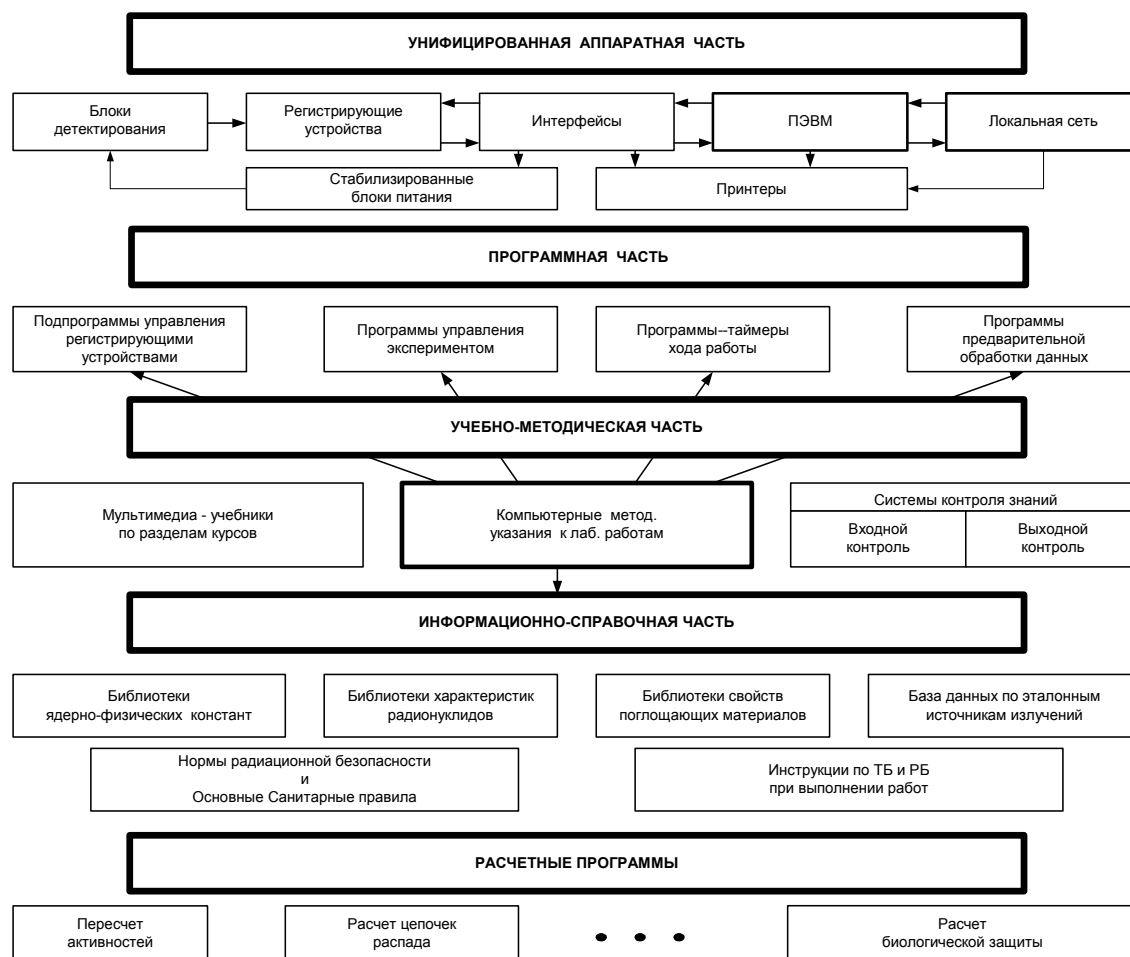 УНИФИЦИРОВАННАЯ АППАРАТНАЯ ЧАСТЬ
Блоки
детектирования
Регистрирующие
устройства
Интерфейсы
ПЭВМ
Локальная сеть
Стабилизированные
блоки питания
Принтеры
ПРОГРАММНАЯ ЧАСТЬ
Подпрограммы управления
регистрирующими
устройствами
Программы управления
экспериментом
Программы--таймеры
хода работы
Программы
предварительной
обработки данных
УЧЕБНО-МЕТОДИЧЕСКАЯ ЧАСТЬ
Мультимедиа - учебники
по разделам курсов
Компьютерные метод.
указания к лаб. работам
Системы контроля знаний
Входной
контроль
Выходной
контроль
ИНФОРМАЦИОННО-СПРАВОЧНАЯ ЧАСТЬ
Библиотеки
ядерно-физических констант
Библиотеки характеристик
радионуклидов
Библиотеки свойств
поглощающих материалов
База данных по эталонным
источникам излучений
Нормы радиационной безопасности
и
Основные Санитарные правила
Инструкции по ТБ и РБ
при выполнении работ
РАСЧЕТНЫЕ ПРОГРАММЫ
Пересчет
активностей
Расчет цепочек
распада
• • •
Расчет
биологической защиты